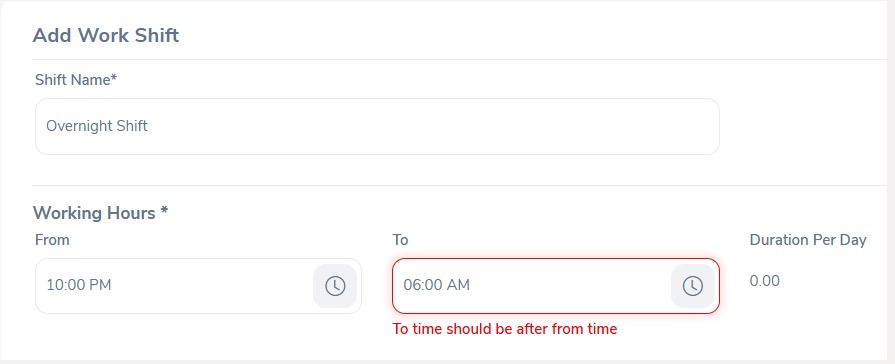 Add Work Shift
Shift Name*
Overnight Shift
Working Hours *
From To Duration Per Day
10:00 PM 06:00 AM 0.00
To time should be after from time